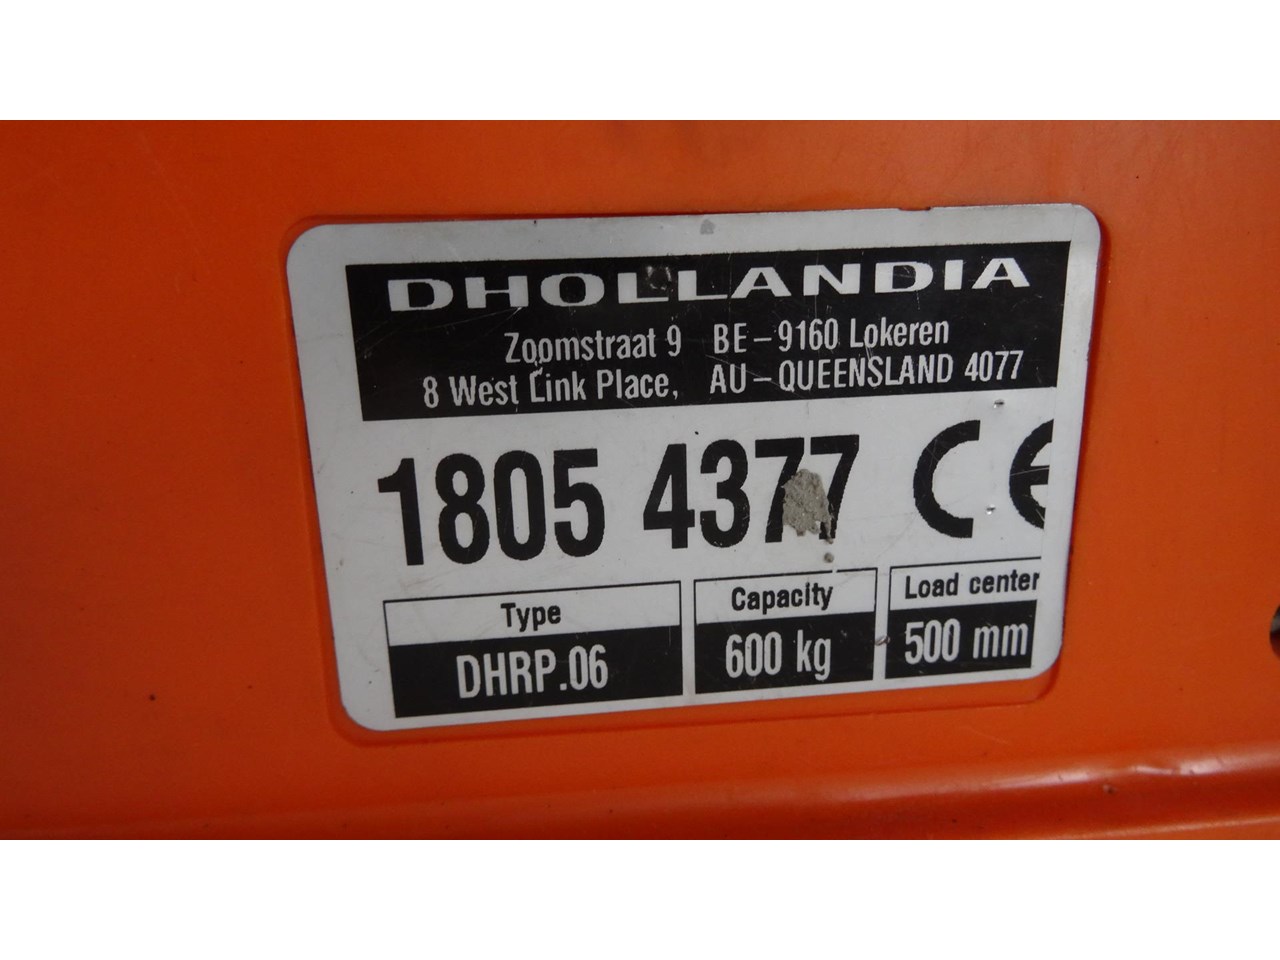 DHOLLANDIA
Zoomstraat 9 BE-9160 Lokeren
8 West Link Place, AU-QUEENSLAND 4077
1805 4377 CE
Type Capacity Load center
DHRP.06 600 kg 500 mm